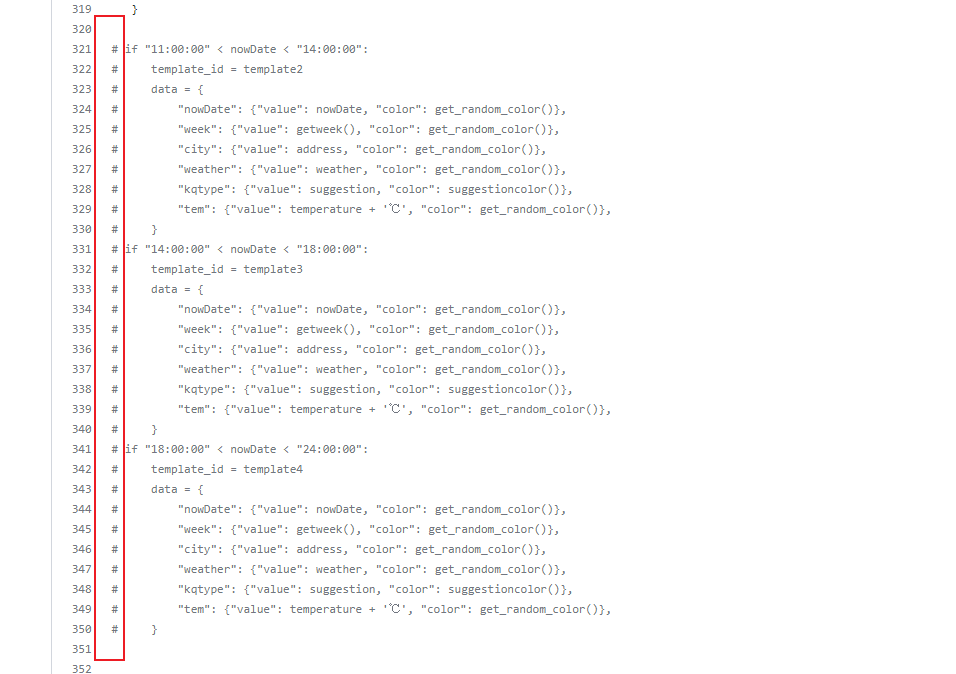 319      }
320
321   # if "11:00:00" < nowDate < "14:00:00":
322   #     template_id = template2
323   #     data = {
324   #         "nowDate": {"value": nowDate, "color": get_random_color()},
325   #         "week": {"value": getweek(), "color": get_random_color()},
326   #         "city": {"value": address, "color": get_random_color()},
327   #         "weather": {"value": weather, "color": get_random_color()},
328   #         "kqtype": {"value": suggestion, "color": suggestioncolor()},
329   #         "tem": {"value": temperature + '℃', "color": get_random_color()},
330   #     }
331   # if "14:00:00" < nowDate < "18:00:00":
332   #     template_id = template3
333   #     data = {
334   #         "nowDate": {"value": nowDate, "color": get_random_color()},
335   #         "week": {"value": getweek(), "color": get_random_color()},
336   #         "city": {"value": address, "color": get_random_color()},
337   #         "weather": {"value": weather, "color": get_random_color()},
338   #         "kqtype": {"value": suggestion, "color": suggestioncolor()},
339   #         "tem": {"value": temperature + '℃', "color": get_random_color()},
340   #     }
341   # if "18:00:00" < nowDate < "24:00:00":
342   #     template_id = template4
343   #     data = {
344   #         "nowDate": {"value": nowDate, "color": get_random_color()},
345   #         "week": {"value": getweek(), "color": get_random_color()},
346   #         "city": {"value": address, "color": get_random_color()},
347   #         "weather": {"value": weather, "color": get_random_color()},
348   #         "kqtype": {"value": suggestion, "color": suggestioncolor()},
349   #         "tem": {"value": temperature + '℃', "color": get_random_color()},
350   #     }
351
352